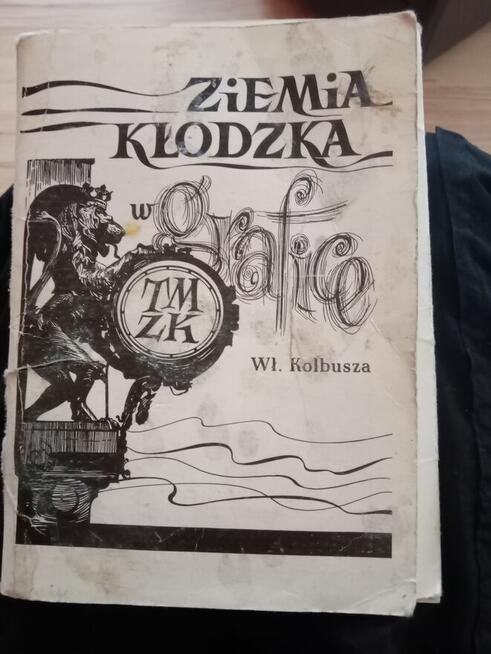 ZiEMiA
KŁODZKA
w grafice
TM
ZK
Wł. Kolbusza